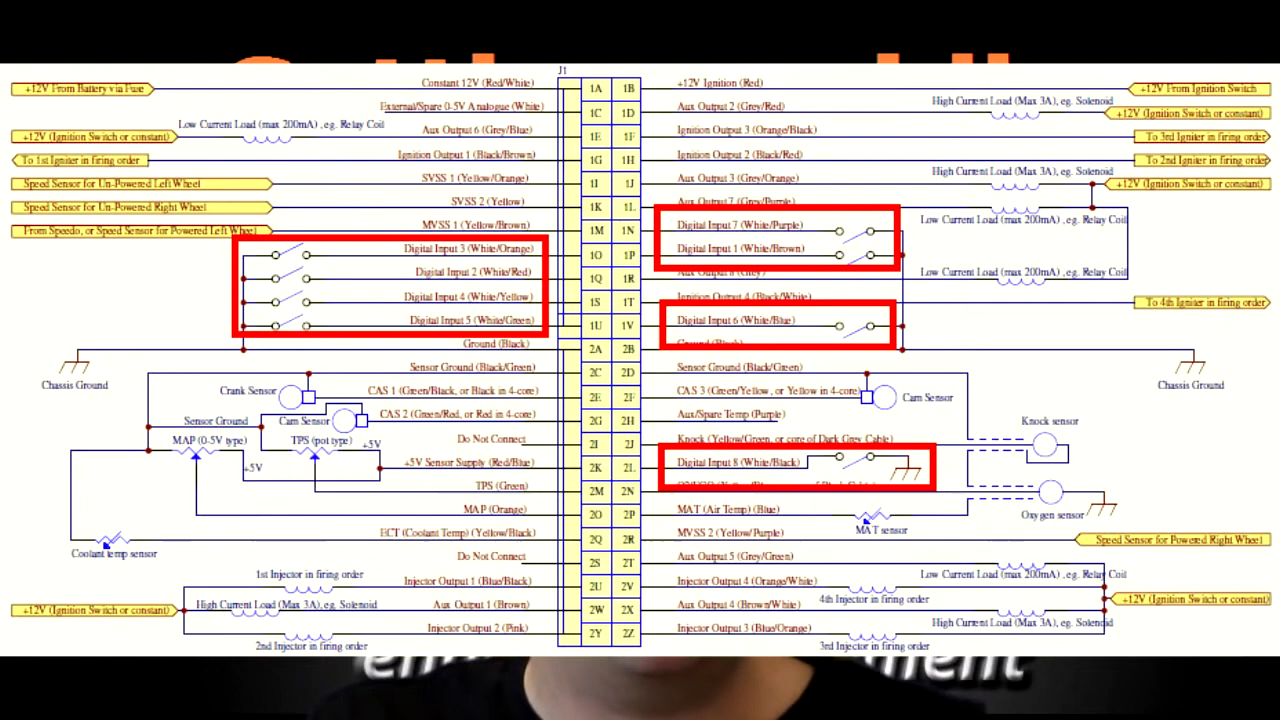 J1
+12V From Battery via Fuse
Constant 12V (Red/White)
1A
1B
+12V Ignition (Red)
+12V From Ignition Switch
External/Spare 0-5V Analogue (White)
1C
1D
Aux Output 2 (Grey/Red)
High Current Load (Max 3A), eg. Solenoid
+12V (Ignition Switch or constant)
+12V (Ignition Switch or constant)
Low Current Load (max 200mA) , eg. Relay Coil
Aux Output 6 (Grey/Blue)
1E
1F
Ignition Output 3 (Orange/Black)
To 3rd Igniter in firing order
To 1st Igniter in firing order
Ignition Output 1 (Black/Brown)
1G
1H
Ignition Output 2 (Black/Red)
To 2nd Igniter in firing order
Speed Sensor for Un-Powered Left Wheel
SVSS 1 (Yellow/Orange)
1I
1J
Aux Output 3 (Grey/Orange)
High Current Load (Max 3A), eg. Solenoid
+12V (Ignition Switch or constant)
Speed Sensor for Un-Powered Right Wheel
SVSS 2 (Yellow)
1K
1L
Aux Output 7 (Grey/Purple)
Low Current Load (max 200mA) , eg. Relay Coil
From Speedo, or Speed Sensor for Powered Left Wheel
MVSS 1 (Yellow/Brown)
1M
1N
Digital Input 7 (White/Purple)
Digital Input 3 (White/Orange)
1O
1P
Digital Input 1 (White/Brown)
Digital Input 2 (White/Red)
1Q
1R
Aux Output 8 (Grey)
Low Current Load (max 200mA) , eg. Relay Coil
Digital Input 4 (White/Yellow)
1S
1T
Ignition Output 4 (Black/White)
To 4th Igniter in firing order
Digital Input 5 (White/Green)
1U
1V
Digital Input 6 (White/Blue)
Ground (Black)
2A
2B
Ground (Black)
Chassis Ground
Chassis Ground
Sensor Ground (Black/Green)
2C
2D
Sensor Ground (Black/Green)
Crank Sensor
CAS 1 (Green/Black, or Black in 4-core)
2E
2F
CAS 3 (Green/Yellow, or Yellow in 4-core)
Cam Sensor
Sensor Ground
Cam Sensor
CAS 2 (Green/Red, or Red in 4-core)
2G
2H
Aux/Spare Temp (Purple)
Knock sensor
MAP (0-5V type)
TPS (pot type)
+5V
Do Not Connect
2I
2J
Knock (Yellow/Green, or core of Dark Grey Cable)
+5V
+5V Sensor Supply (Red/Blue)
2K
2L
Digital Input 8 (White/Black)
TPS (Green)
2M
2N
Oxygen sensor
MAP (Orange)
2O
2P
MAT (Air Temp) (Blue)
MAT sensor
Coolant temp sensor
ECT (Coolant Temp) (Yellow/Black)
2Q
2R
MVSS 2 (Yellow/Purple)
Speed Sensor for Powered Right Wheel
Do Not Connect
2S
2T
Aux Output 5 (Grey/Green)
Low Current Load (max 200mA) , eg. Relay Coil
1st Injector in firing order
Injector Output 1 (Blue/Black)
2U
2V
Injector Output 4 (Orange/White)
4th Injector in firing order
+12V (Ignition Switch or constant)
+12V (Ignition Switch or constant)
High Current Load (Max 3A), eg. Solenoid
Aux Output 1 (Brown)
2W
2X
Aux Output 4 (Brown/White)
High Current Load (Max 3A), eg. Solenoid
2nd Injector in firing order
Injector Output 2 (Pink)
2Y
2Z
Injector Output 3 (Blue/Orange)
3rd Injector in firing order